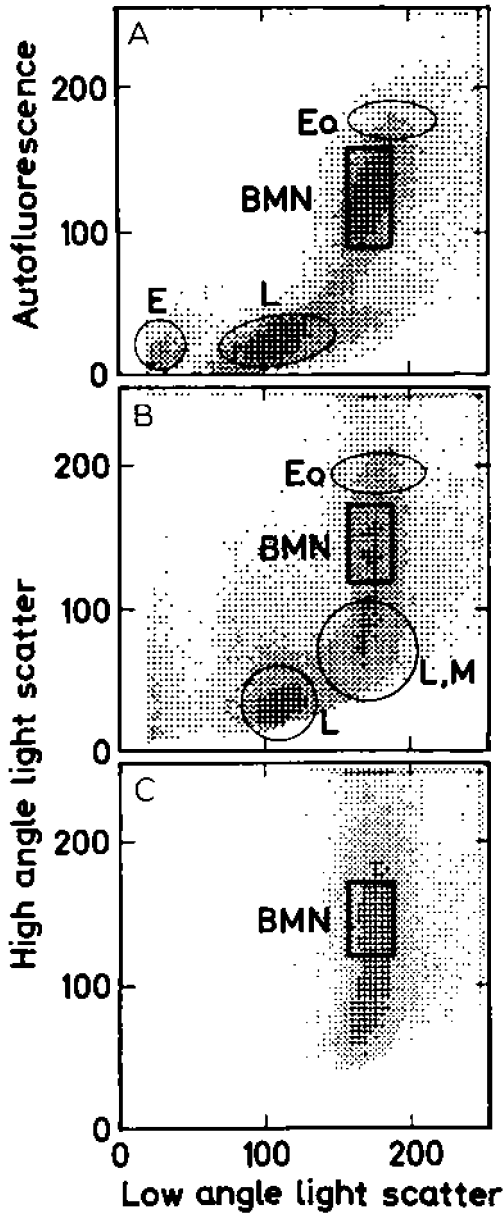 A
Autofluorescence
200
100
0
Eo
BMN
E
L
B
High angle light scatter
200
100
0
Eo
BMN
L,M
L
C
200
100
0
BMN
0
100
200
Low angle light scatter